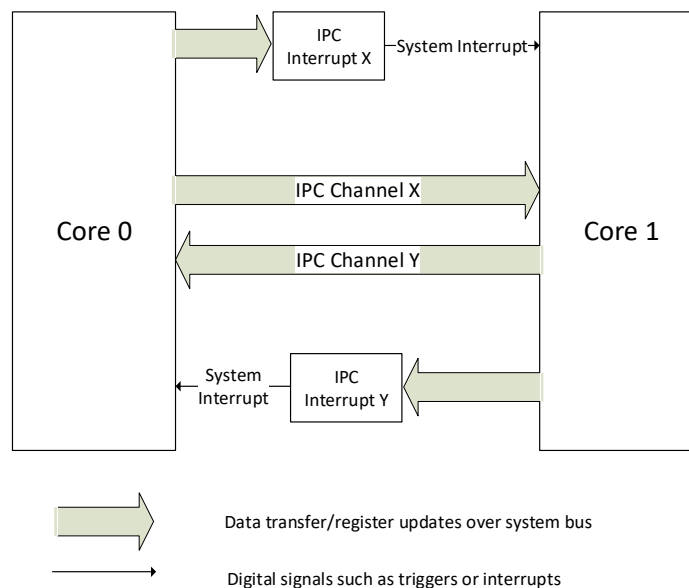 IPC
Interrupt X
System Interrupt
IPC Channel X
Core 0
Core 1
IPC Channel Y
System
Interrupt
IPC
Interrupt Y
Data transfer/register updates over system bus
Digital signals such as triggers or interrupts